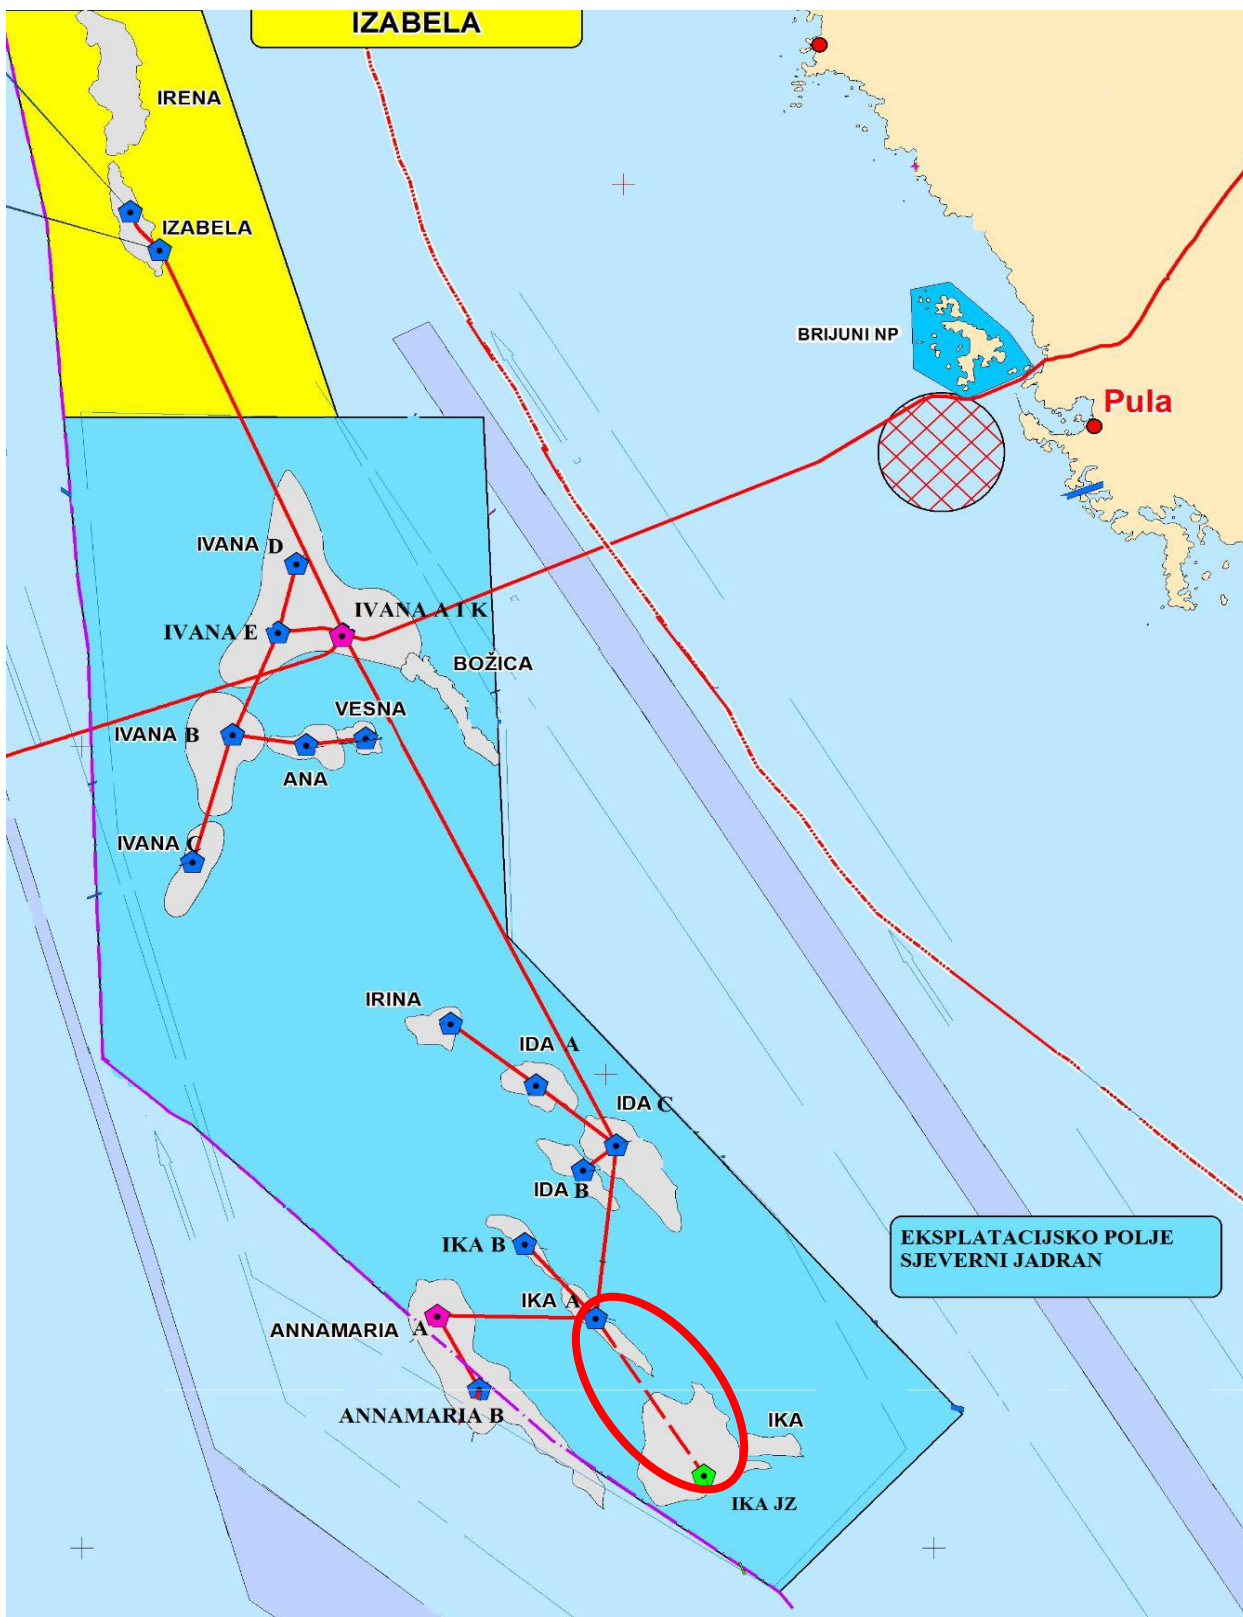 IZABELA
IRENA
IZABELA
BRIJUNI NP
Pula
IVANA D
IVANA A I K
IVANA E
BOŽICA
VESNA
IVANA B
ANA
IVANA C
IRINA
IDA A
IDA C
IDA B
EKSPLATACIJSKO POLJE
SJEVERNI JADRAN
IKA B
IKA A
ANNAMARIA A
ANNAMARIA B
IKA
IKA JZ